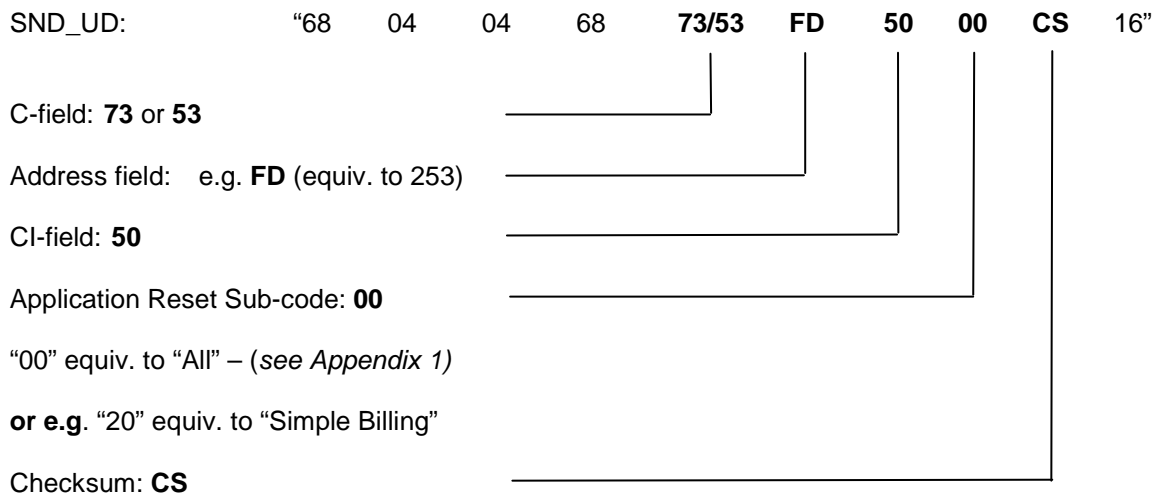 SND_UD: “68 04 04 68 73/53 FD 50 00 CS 16”
C-field: 73 or 53
Address field: e.g. FD (equiv. to 253)
CI-field: 50
Application Reset Sub-code: 00
“00” equiv. to “All” – (see Appendix 1)
or e.g. “20” equiv. to “Simple Billing”
Checksum: CS